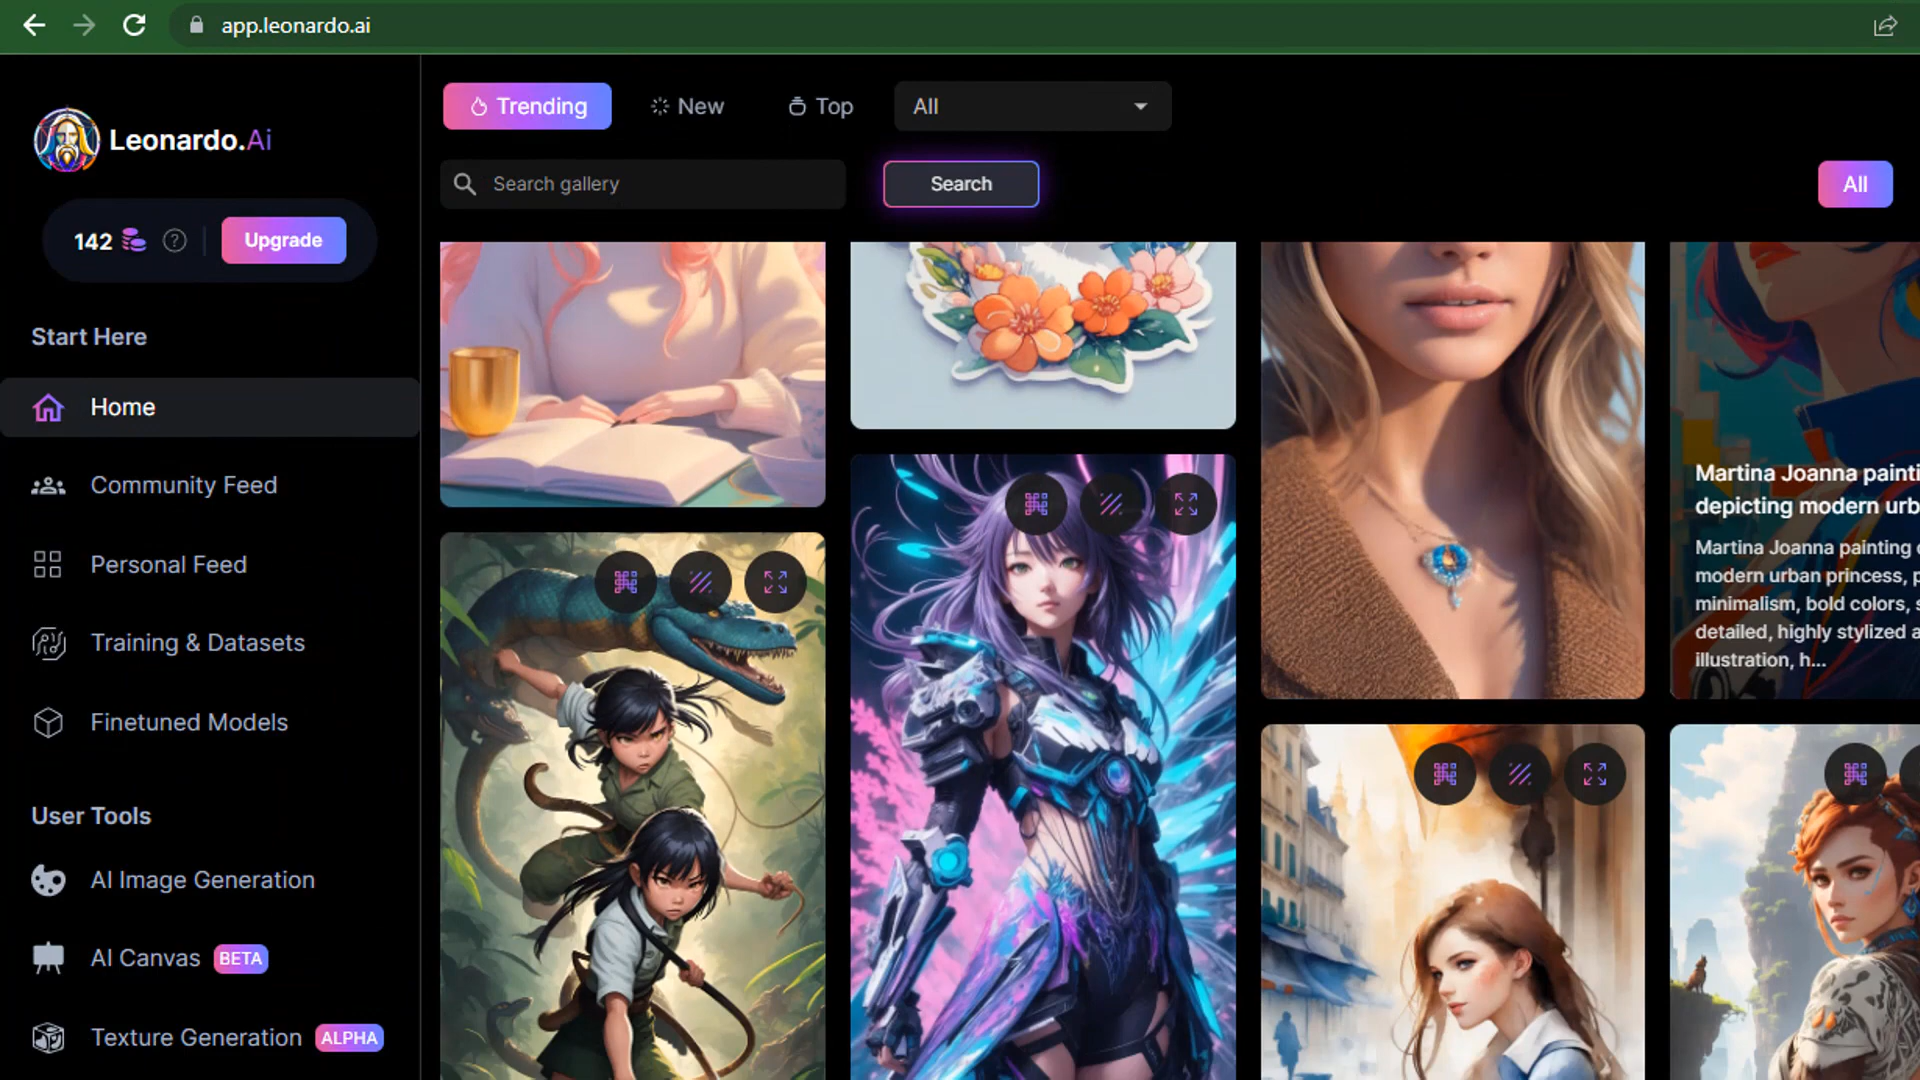 app.leonardo.ai
Leonardo.Ai
142
Upgrade
Start Here
Home
Community Feed
Personal Feed
Training & Datasets
Finetuned Models
User Tools
AI Image Generation
AI Canvas BETA
Texture Generation ALPHA
Trending New Top All
Search gallery Search All
Martina Joanna painti
depicting modern urb
Martina Joanna painting
modern urban princess, p
minimalism, bold colors, s
detailed, highly stylized a
illustration, h...